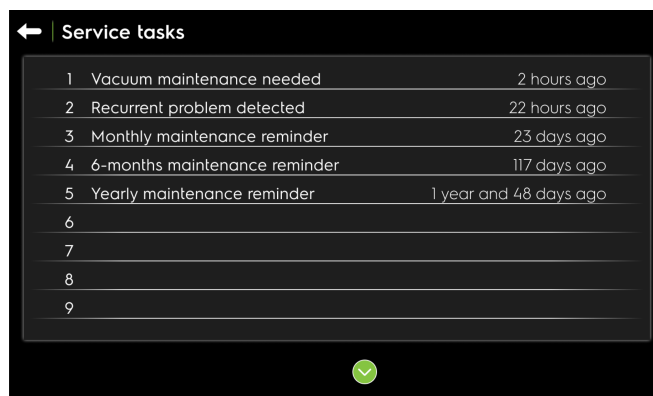 Service tasks
1 Vacuum maintenance needed 2 hours ago
2 Recurrent problem detected 22 hours ago
3 Monthly maintenance reminder 23 days ago
4 6-months maintenance reminder 117 days ago
5 Yearly maintenance reminder 1 year and 48 days ago
6
7
8
9